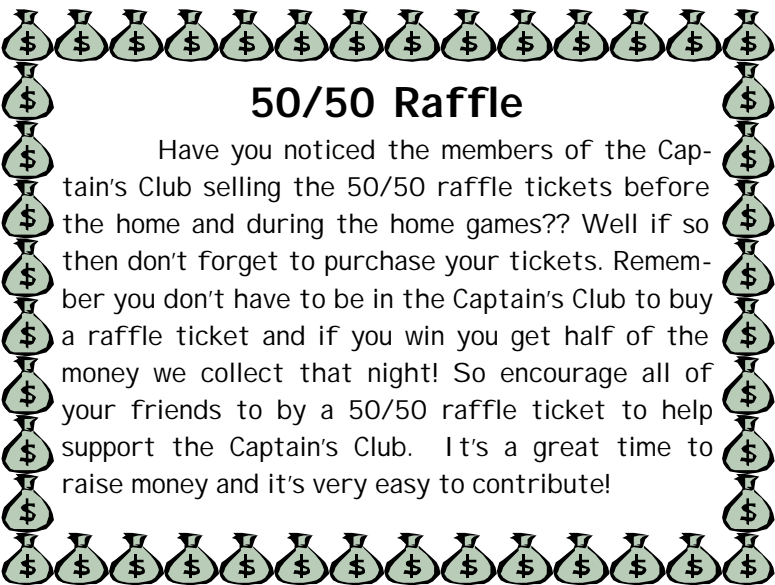 50/50 Raffle
Have you noticed the members of the Cap-
tain's Club selling the 50/50 raffle tickets before
the home and during the home games?? Well if so
then don't forget to purchase your tickets. Remem-
ber you don't have to be in the Captain's Club to buy
a raffle ticket and if you win you get half of the
money we collect that night! So encourage all of
your friends to by a 50/50 raffle ticket to help
support the Captain's Club. It's a great time to
raise money and it's very easy to contribute!